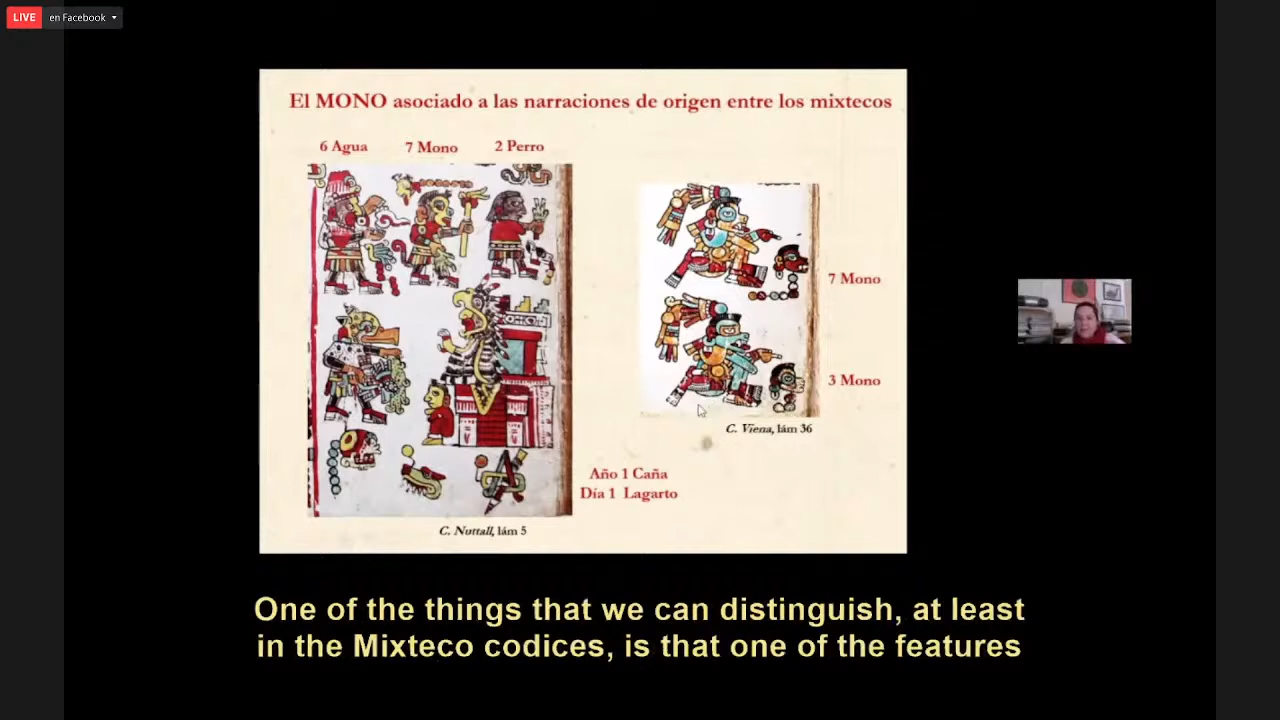 LIVE en Facebook
El MONO asociado a las narraciones de origen entre los mixtecos
6 Agua 7 Mono 2 Perro
7 Mono
3 Mono
C. Viena, lám 36
Año 1 Caña
Día 1 Lagarto
C. Nuttall, lám 5
One of the things that we can distinguish, at least
in the Mixteco codices, is that one of the features